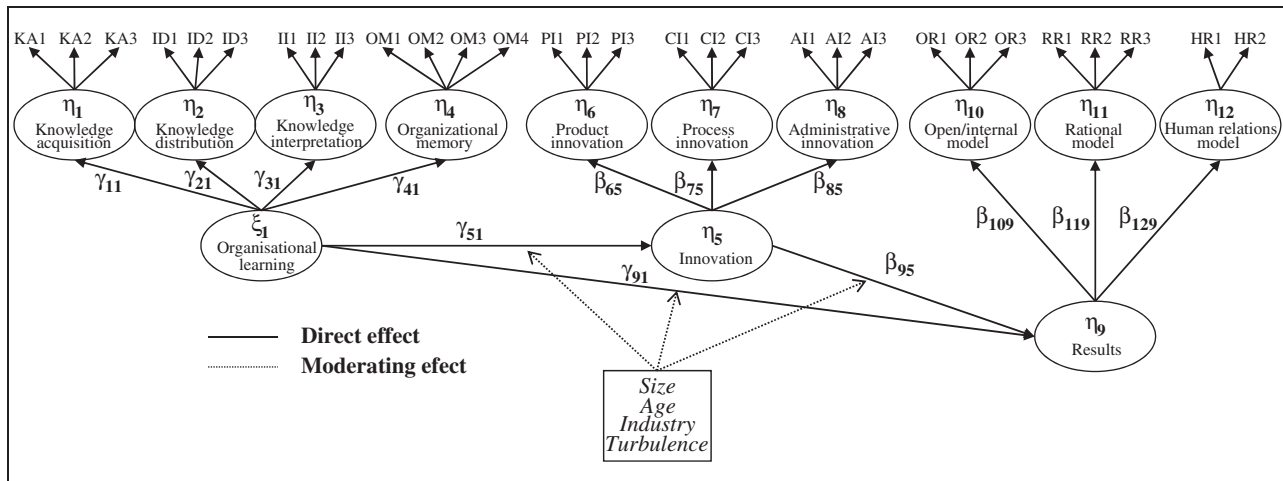 KA1 KA2 KA3 ID1 ID2 ID3 II1 II2 II3 OM1 OM2 OM3 OM4 PI1 PI2 PI3 CI1 CI2 CI3 AI1 AI2 AI3 OR1 OR2 OR3 RR1 RR2 RR3 HR1 HR2
η1
Knowledge
acquisition
η2
Knowledge
distribution
η3
Knowledge
interpretation
η4
Organizational
memory
η6
Product
innovation
η7
Process
innovation
η8
Administrative
innovation
η10
Open/internal
model
η11
Rational
model
η12
Human relations
model
γ11
γ21
γ31
γ41
β65
β75
β85
β109
β119
β129
ξ1
Organisational
learning
γ51
η5
Innovation
γ91
β95
η9
Results
Direct effect
Moderating efect
Size
Age
Industry
Turbulence